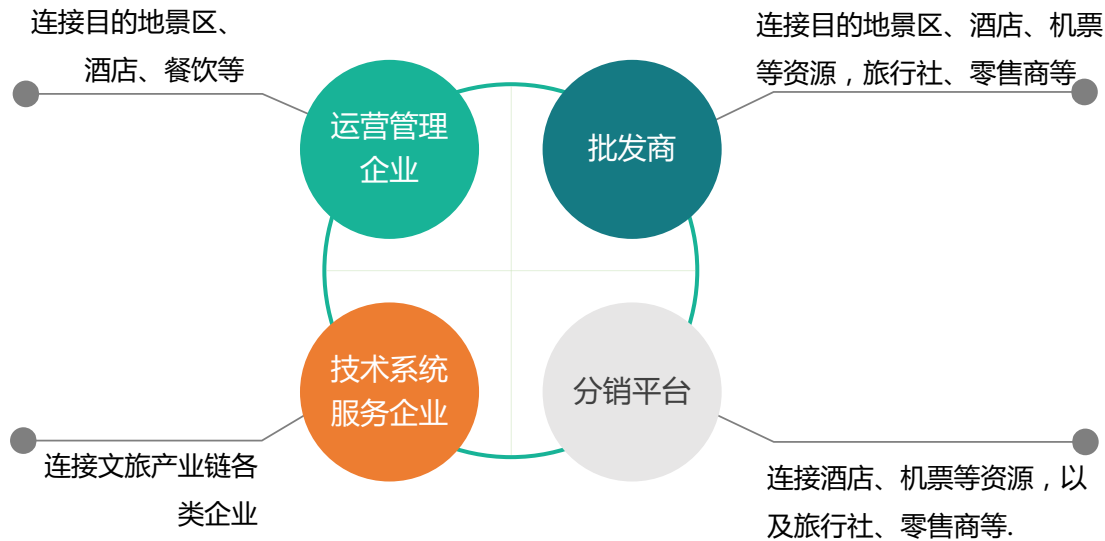 连接目的地景区、
酒店、餐饮等
连接目的地景区、酒店、机票
等资源，旅行社、零售商等
运营管理
企业
批发商
技术系统
服务企业
分销平台
连接文旅产业链各
类企业
连接酒店、机票等资源，以
及旅行社、零售商等.